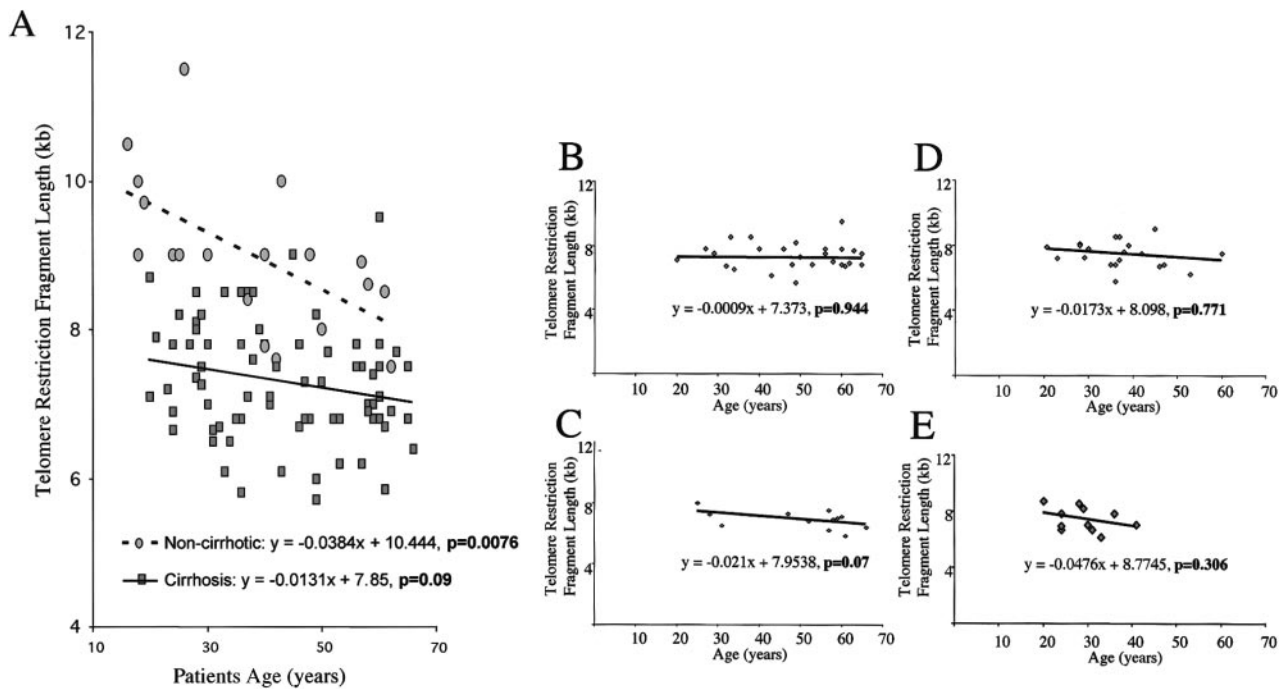 A
12
10
8
6
4
Telomere Restriction Fragment Length (kb)
Non-cirrhotic: y = -0.0384x + 10.444, p=0.0076
Cirrhosis: y = -0.0131x + 7.85, p=0.09
10 30 50 70
Patients Age (years)
B
Telomere Restriction
Fragment Length (kb)
12
8
4
y = -0.0009x + 7.373, p=0.944
0 10 20 30 40 50 60 70
Age (years)
C
Telomere Restriction
Fragment Length (kb)
12
8
4
y = -0.021x + 7.9538, p=0.07
0 10 20 30 40 50 60 70
Age (years)
D
Telomere Restriction
Fragment Length (kb)
12
8
4
y = -0.0173x + 8.098, p=0.771
0 10 20 30 40 50 60 70
Age (years)
E
Telomere Restriction
Fragment Length (kb)
12
8
4
y = -0.0476x + 8.7745, p=0.306
0 10 20 30 40 50 60 70
Age (years)